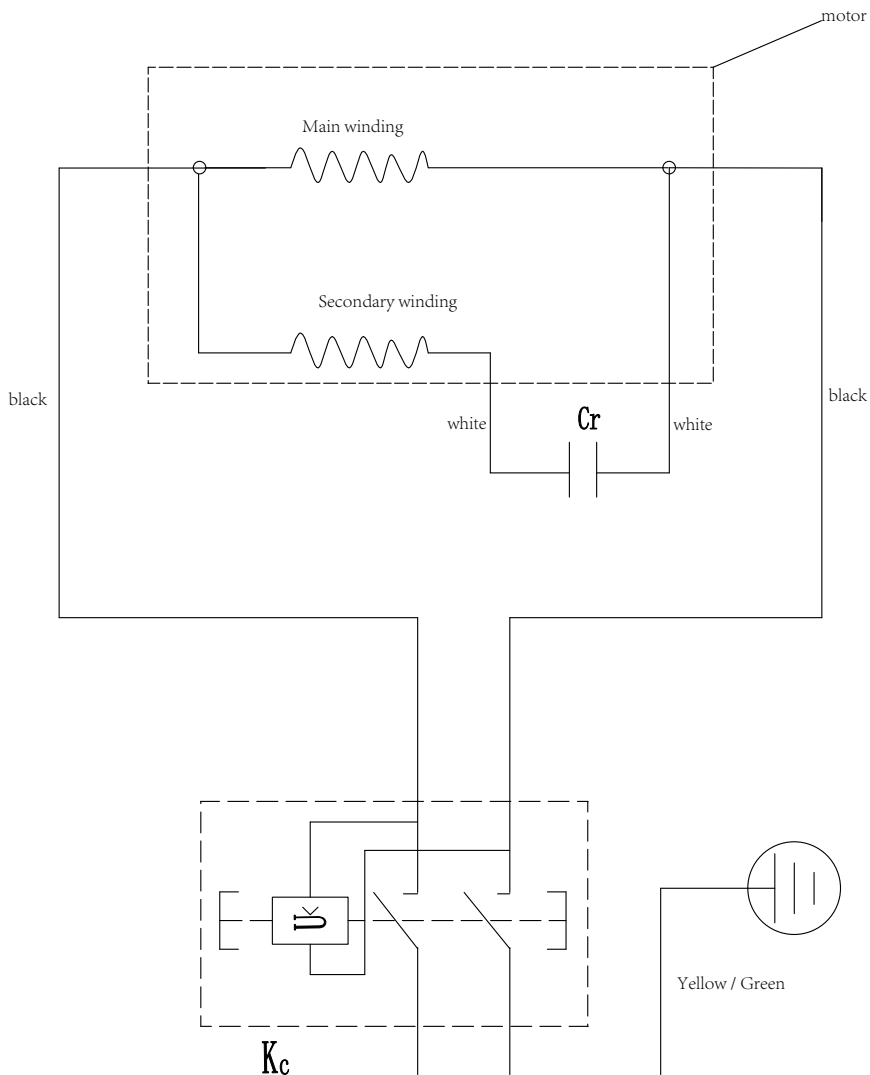 motor
Main winding
Secondary winding
black
black
white
Cr
white
U<
Yellow / Green
Kc